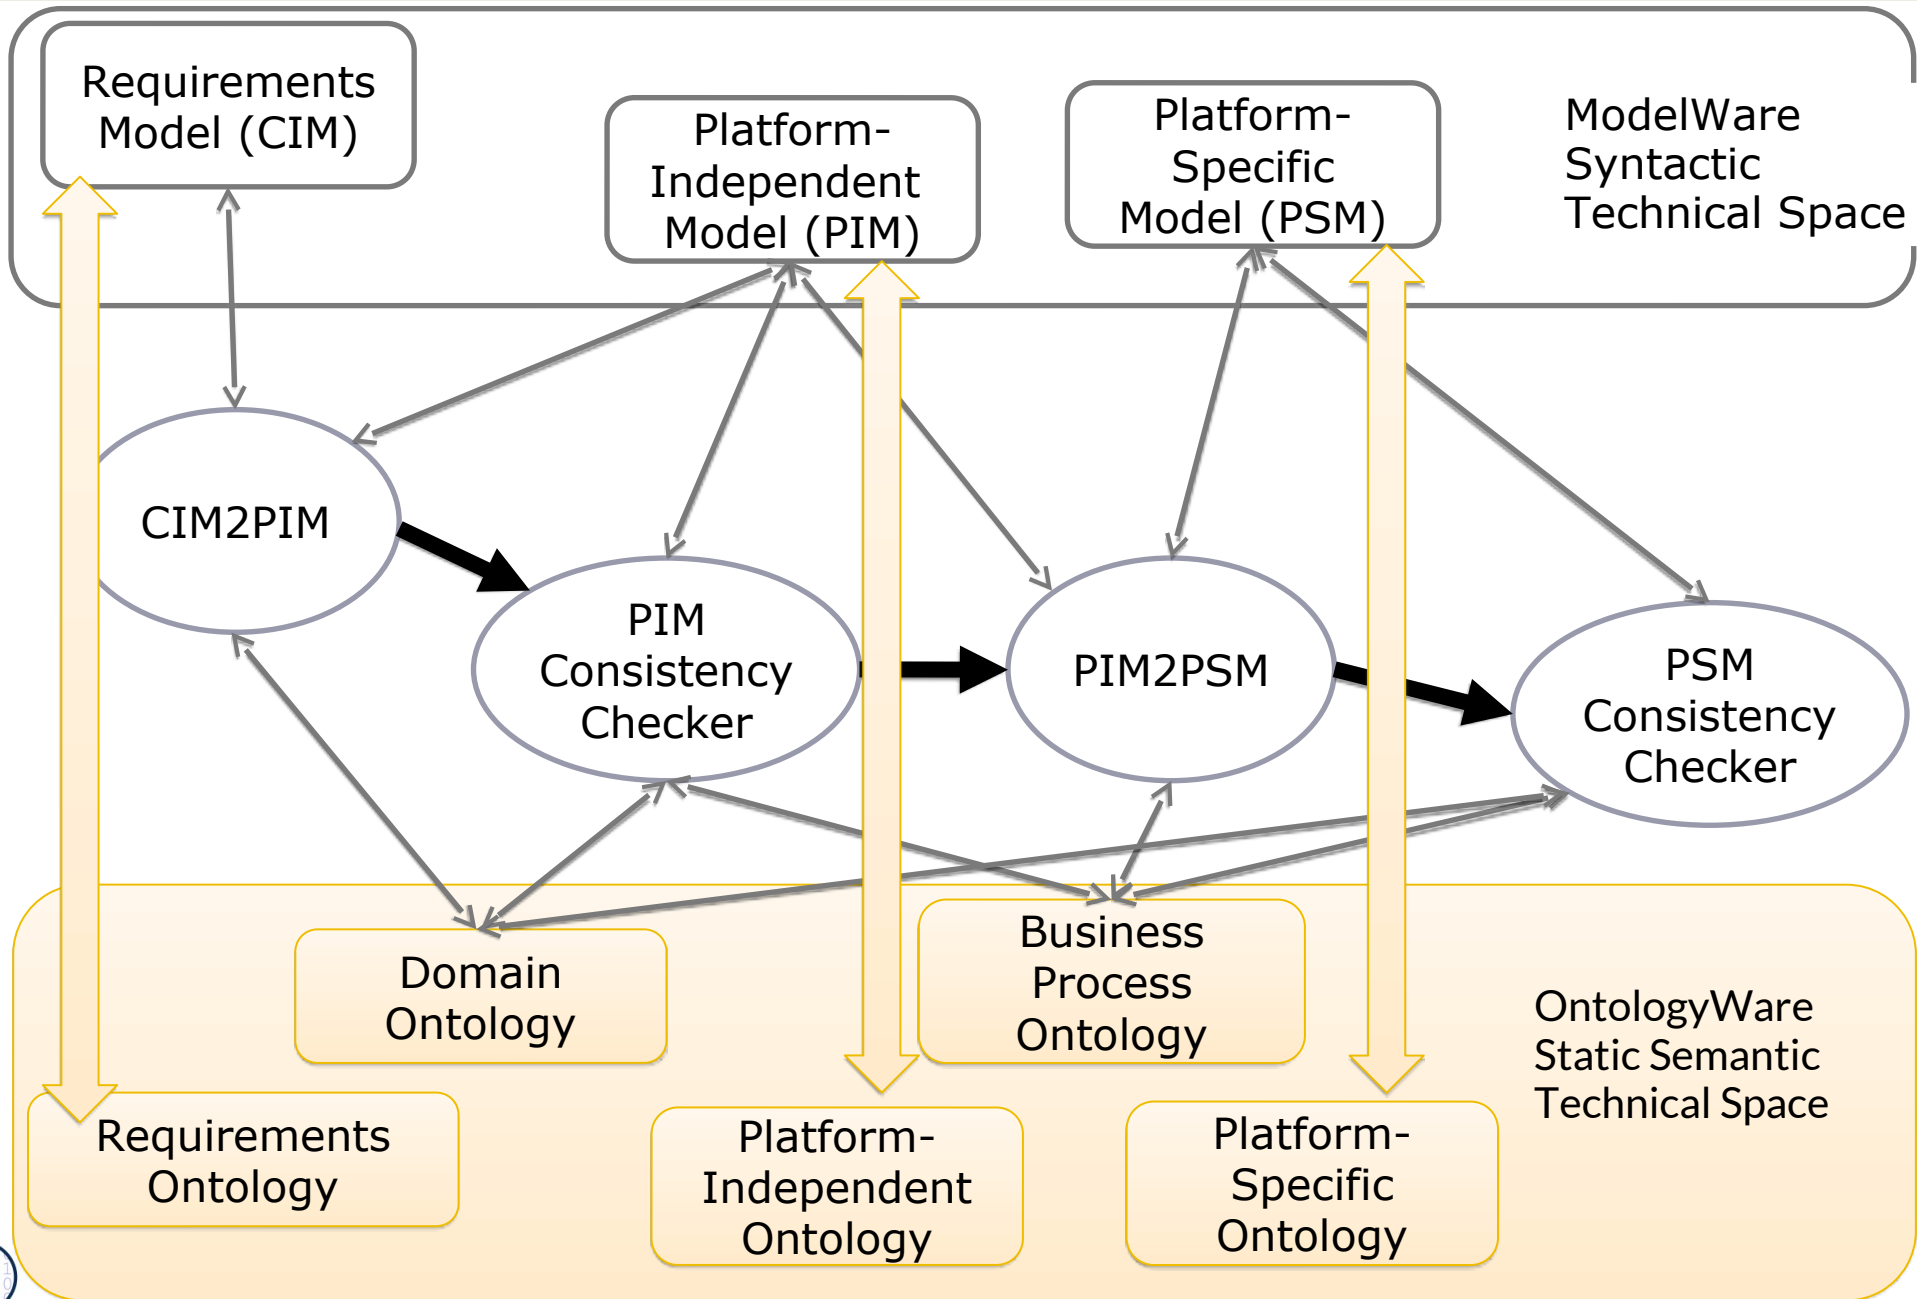 Requirements
Model (CIM)
Platform-
Independent
Model (PIM)
Platform-
Specific
Model (PSM)
ModelWare
Syntactic
Technical Space
CIM2PIM
PIM
Consistency
Checker
PIM2PSM
PSM
Consistency
Checker
Domain
Ontology
Business
Process
Ontology
OntologyWare
Static Semantic
Technical Space
Requirements
Ontology
Platform-
Independent
Ontology
Platform-
Specific
Ontology